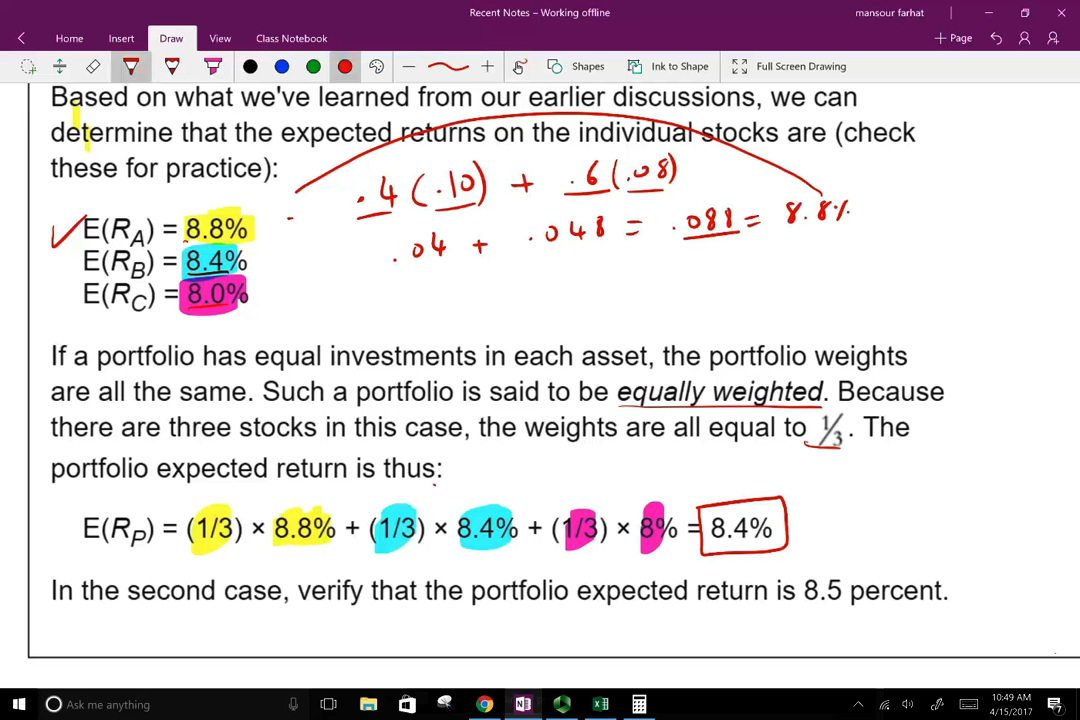 Recent Notes – Working offline
mansour farhat
Home Insert Draw View Class Notebook
Page
Shapes Ink to Shape Full Screen Drawing
Based on what we've learned from our earlier discussions, we can
determine that the expected returns on the individual stocks are (check
these for practice):
.4 (.10) + .6 (.08)
E(RA) = 8.8%
.04 + .048 = .088 = 8.8%
E(RB) = 8.4%
E(RC) = 8.0%
If a portfolio has equal investments in each asset, the portfolio weights
are all the same. Such a portfolio is said to be equally weighted. Because
there are three stocks in this case, the weights are all equal to 1/3. The
portfolio expected return is thus:
E(RP) = (1/3) × 8.8% + (1/3) × 8.4% + (1/3) × 8% = 8.4%
In the second case, verify that the portfolio expected return is 8.5 percent.
Ask me anything
10:49 AM
4/15/2017
7